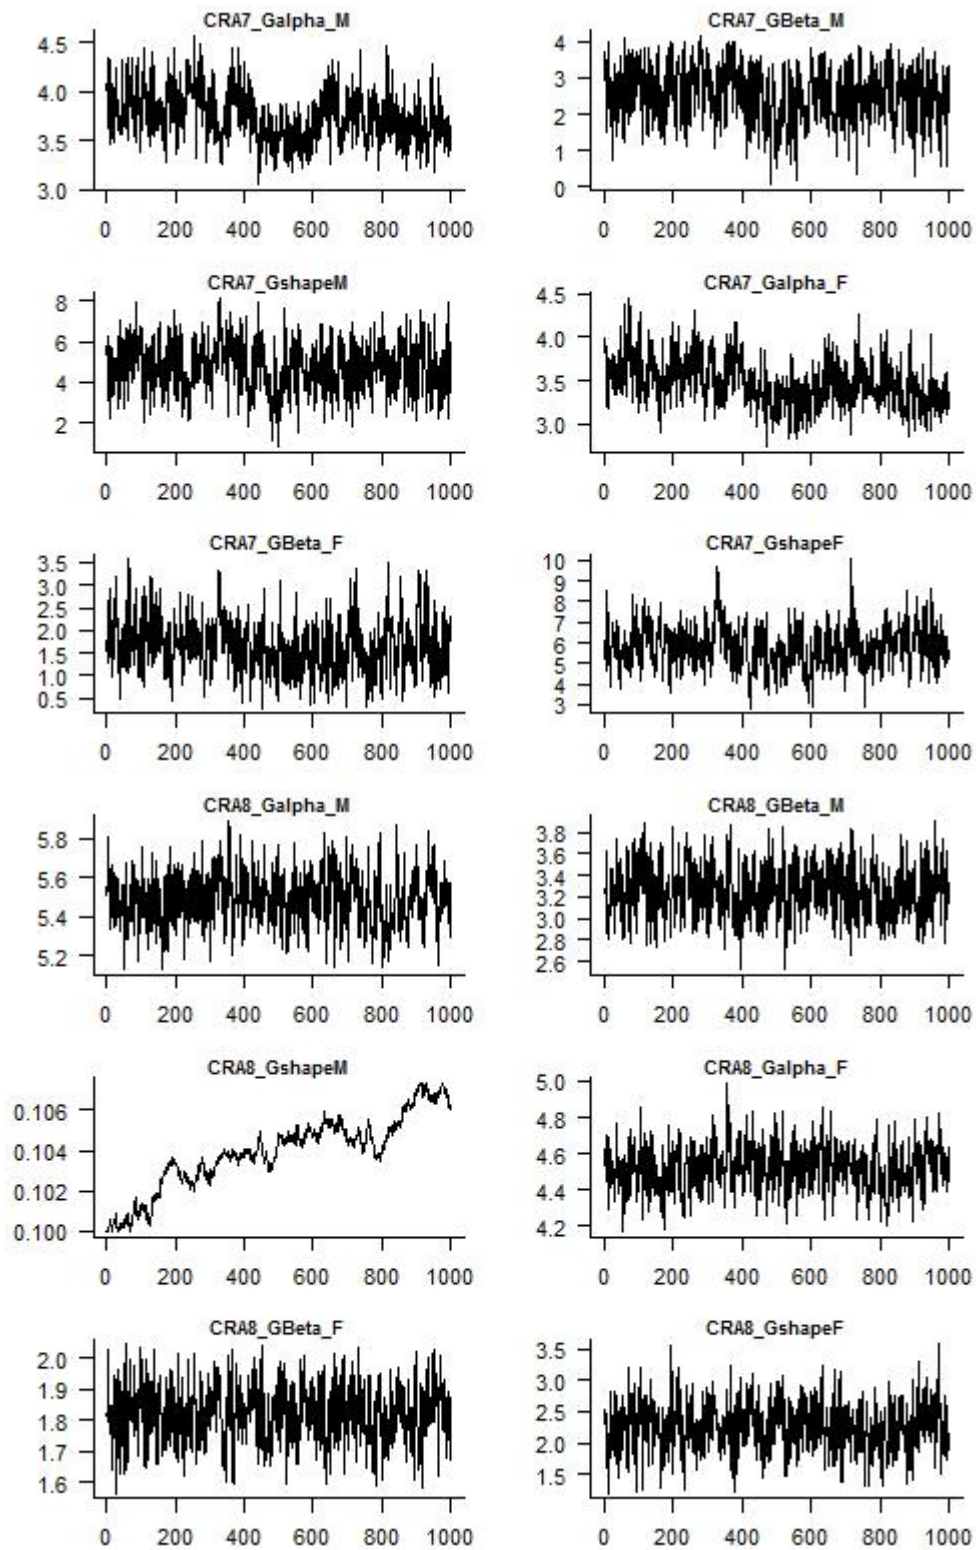 CRA7_Galpha_M
4.5
4.0
3.5
3.0
0 200 400 600 800 1000
CRA7_GBeta_M
4
3
2
1
0
0 200 400 600 800 1000
CRA7_GshapeM
8
6
4
2
0 200 400 600 800 1000
CRA7_Galpha_F
4.5
4.0
3.5
3.0
0 200 400 600 800 1000
CRA7_GBeta_F
3.5
3.0
2.5
2.0
1.5
1.0
0.5
0 200 400 600 800 1000
CRA7_GshapeF
10
9
8
7
6
5
4
3
0 200 400 600 800 1000
CRA8_Galpha_M
5.8
5.6
5.4
5.2
0 200 400 600 800 1000
CRA8_GBeta_M
3.8
3.6
3.4
3.2
3.0
2.8
2.6
0 200 400 600 800 1000
CRA8_GshapeM
0.106
0.104
0.102
0.100
0 200 400 600 800 1000
CRA8_Galpha_F
5.0
4.8
4.6
4.4
4.2
0 200 400 600 800 1000
CRA8_GBeta_F
2.0
1.9
1.8
1.7
1.6
0 200 400 600 800 1000
CRA8_GshapeF
3.5
3.0
2.5
2.0
1.5
0 200 400 600 800 1000